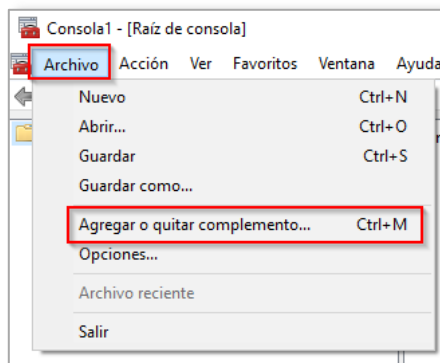 Consola1 - [Raíz de consola]
Archivo Acción Ver Favoritos Ventana Ayuda
Nuevo Ctrl+N
Abrir... Ctrl+O
Guardar Ctrl+S
Guardar como...
Agregar o quitar complemento... Ctrl+M
Opciones...
Archivo reciente
Salir